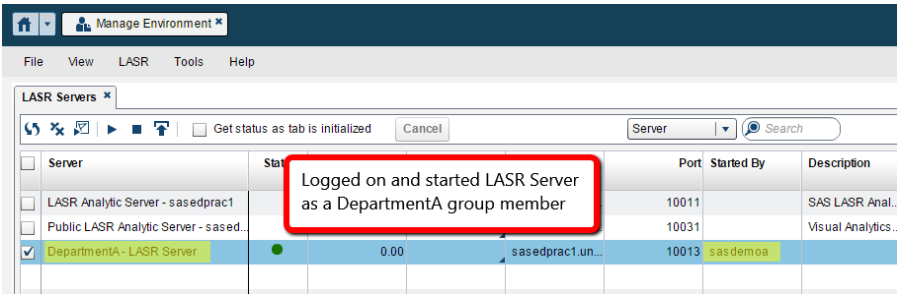 Manage Environment
File View LASR Tools Help
LASR Servers
Get status as tab is initialized Cancel Server Search
Server Port Started By Description
Logged on and started LASR Server
as a DepartmentA group member
LASR Analytic Server - sasedprac1 10011 SAS LASR Anal...
Public LASR Analytic Server - sased... 10031 Visual Analytics...
DepartmentA - LASR Server 0.00 sasedprac1.un... 10013 sasdemoa